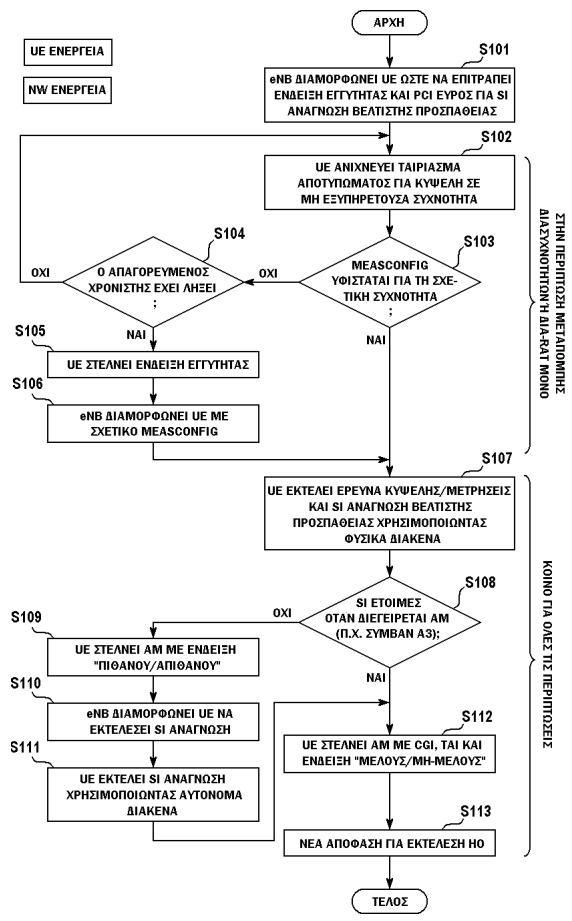 ΑΡΧΗ
UE ΕΝΕΡΓΕΙΑ
NW ΕΝΕΡΓΕΙΑ
S101
eNB ΔΙΑΜΟΡΦΩΝΕΙ UE ΩΣΤΕ ΝΑ ΕΠΙΤΡΑΠΕΙ
ΕΝΔΕΙΞΗ ΕΓΓΥΤΗΤΑΣ ΚΑΙ PCI ΕΥΡΟΣ ΓΙΑ SI
ΑΝΑΓΝΩΣΗ ΒΕΛΤΙΣΤΗΣ ΠΡΟΣΠΑΘΕΙΑΣ
S102
UE ΑΝΙΧΝΕΥΕΙ ΤΑΙΡΙΑΣΜΑ
ΑΠΟΤΥΠΩΜΑΤΟΣ ΓΙΑ ΚΥΨΕΛΗ ΣΕ
ΜΗ ΕΞΥΠΗΡΕΤΟΥΣΑ ΣΥΧΝΟΤΗΤΑ
S103
MEASCONFIG
ΥΦΙΣΤΑΤΑΙ ΓΙΑ ΤΗ ΣΧΕ-
ΤΙΚΗ ΣΥΧΝΟΤΗΤΑ
;
ΟΧΙ
ΝΑΙ
S104
Ο ΑΠΑΓΟΡΕΥΜΕΝΟΣ
ΧΡΟΝΙΣΤΗΣ ΕΧΕΙ ΛΗΞΕΙ
;
ΟΧΙ
ΝΑΙ
S105
UE ΣΤΕΛΝΕΙ ΕΝΔΕΙΞΗ ΕΓΓΥΤΗΤΑΣ
S106
eNB ΔΙΑΜΟΡΦΩΝΕΙ UE ΜΕ
ΣΧΕΤΙΚΟ MEASCONFIG
ΣΤΗΝ ΠΕΡΙΠΤΩΣΗ ΜΕΤΑΠΟΜΠΗΣ
ΔΙΑΣΥΧΝΟΤΗΤΩΝ Ή ΔΙΑ-RAT ΜΟΝΟ
S107
UE ΕΚΤΕΛΕΙ ΕΡΕΥΝΑ ΚΥΨΕΛΗΣ/ΜΕΤΡΗΣΕΙΣ
ΚΑΙ SI ΑΝΑΓΝΩΣΗ ΒΕΛΤΙΣΤΗΣ
ΠΡΟΣΠΑΘΕΙΑΣ ΧΡΗΣΙΜΟΠΟΙΩΝΤΑΣ
ΦΥΣΙΚΑ ΔΙΑΚΕΝΑ
S108
SI ΕΤΟΙΜΕΣ
ΟΤΑΝ ΔΙΕΓΕΙΡΕΤΑΙ ΑΜ
(Π.Χ. ΣΥΜΒΑΝ Α3);
ΟΧΙ
ΝΑΙ
S109
UE ΣΤΕΛΝΕΙ ΑΜ ΜΕ ΕΝΔΕΙΞΗ
"ΠΙΘΑΝΟΥ/ΑΠΙΘΑΝΟΥ"
S110
eNB ΔΙΑΜΟΡΦΩΝΕΙ UE ΝΑ
ΕΚΤΕΛΕΣΕΙ SI ΑΝΑΓΝΩΣΗ
S111
UE ΕΚΤΕΛΕΙ SI ΑΝΑΓΝΩΣΗ
ΧΡΗΣΙΜΟΠΟΙΩΝΤΑΣ ΑΥΤΟΝΟΜΑ
ΔΙΑΚΕΝΑ
S112
UE ΣΤΕΛΝΕΙ ΑΜ ΜΕ CGI, TAI ΚΑΙ
ΕΝΔΕΙΞΗ "ΜΕΛΟΥΣ/ΜΗ-ΜΕΛΟΥΣ"
S113
ΝΕΑ ΑΠΟΦΑΣΗ ΓΙΑ ΕΚΤΕΛΕΣΗ HO
ΚΟΙΝΟ ΓΙΑ ΟΛΕΣ ΤΙΣ ΠΕΡΙΠΤΩΣΕΙΣ
ΤΕΛΟΣ